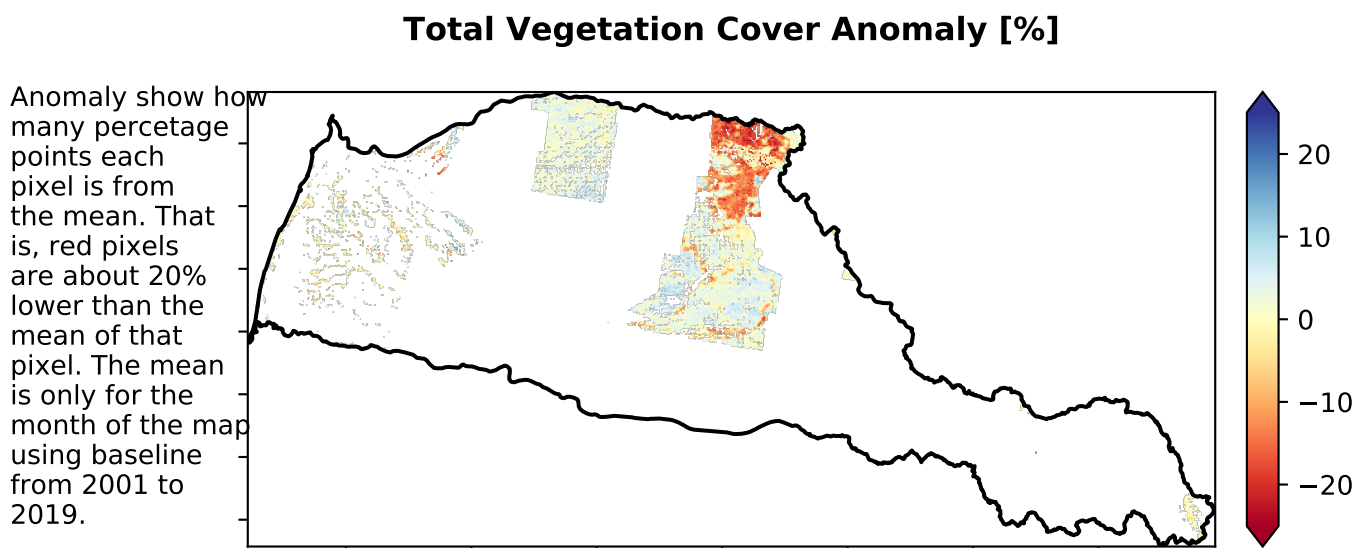 Total Vegetation Cover Anomaly [%]
Anomaly show how
many percetage
points each
pixel is from
the mean. That
is, red pixels
are about 20%
lower than the
mean of that
pixel. The mean
is only for the
month of the map
using baseline
from 2001 to
2019.
20
10
0
−10
−20